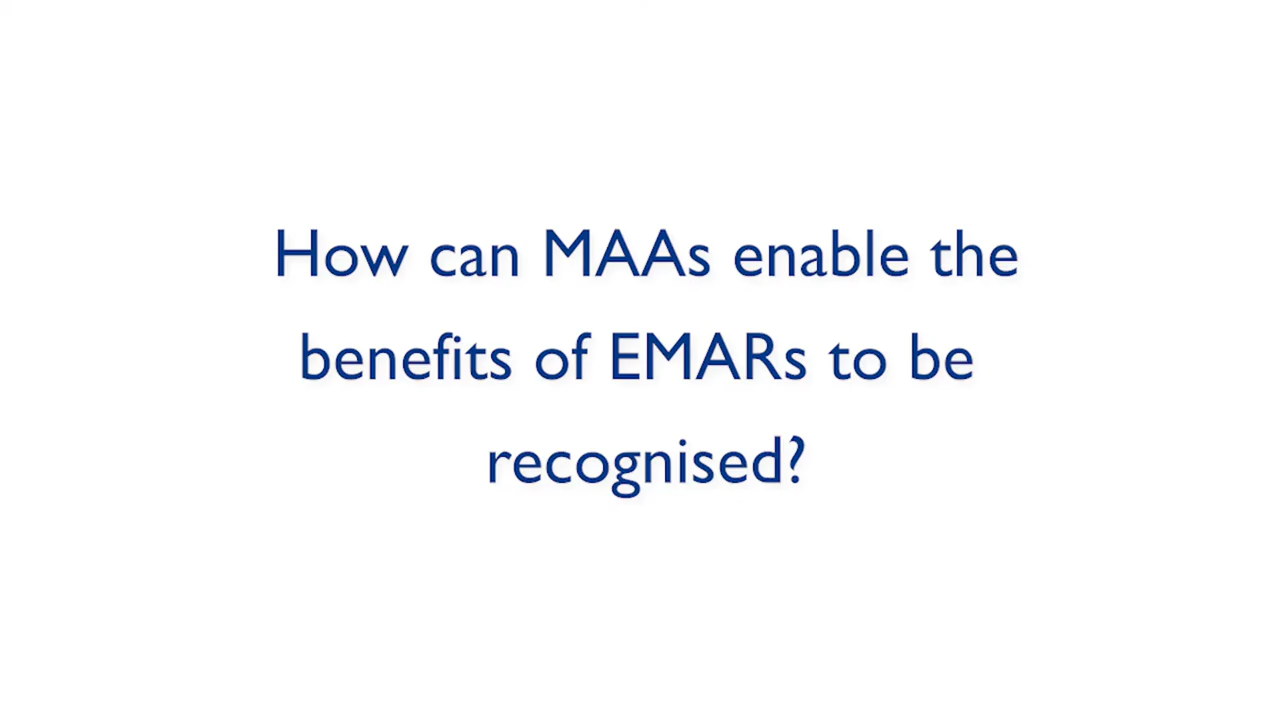 How can MAAs enable the
benefits of EMARs to be
recognised?